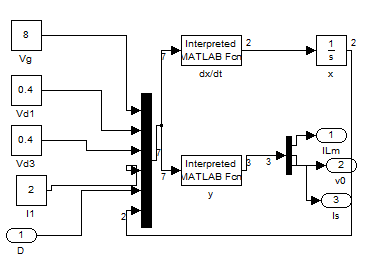 8
Vg
0.4
Vd1
0.4
Vd3
2
I1
1
D
2
7
7
7
Interpreted
MATLAB Fcn
dx/dt
2
1
s
x
2
Interpreted
MATLAB Fcn
y
3
3
1
ILm
2
v0
3
Is